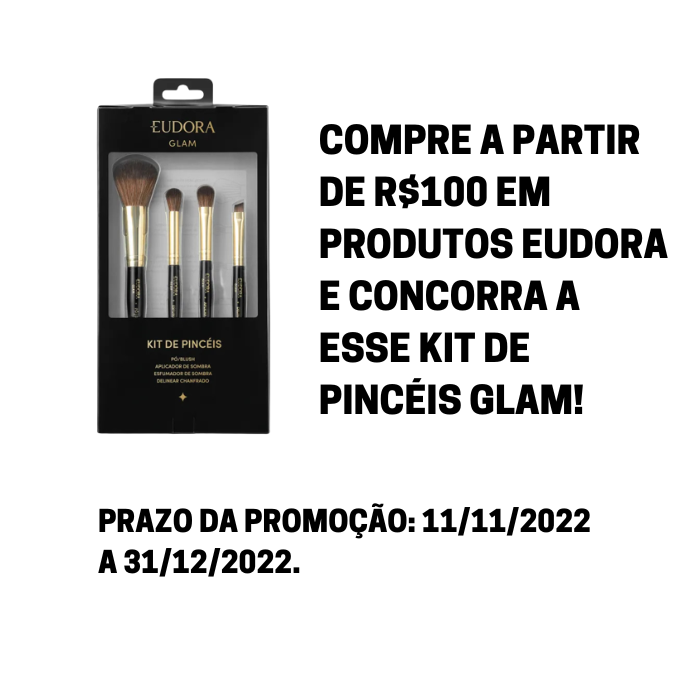 EUDORA
GLAM
KIT DE PINCÉIS
PÓ/BLUSH
APLICADOR DE SOMBRA
ESFUMADOR DE SOMBRA
DELINEAR CHANFRADO
COMPRE A PARTIR
DE R$100 EM
PRODUTOS EUDORA
E CONCORRA A
ESSE KIT DE
PINCÉIS GLAM!
PRAZO DA PROMOÇÃO: 11/11/2022
A 31/12/2022.